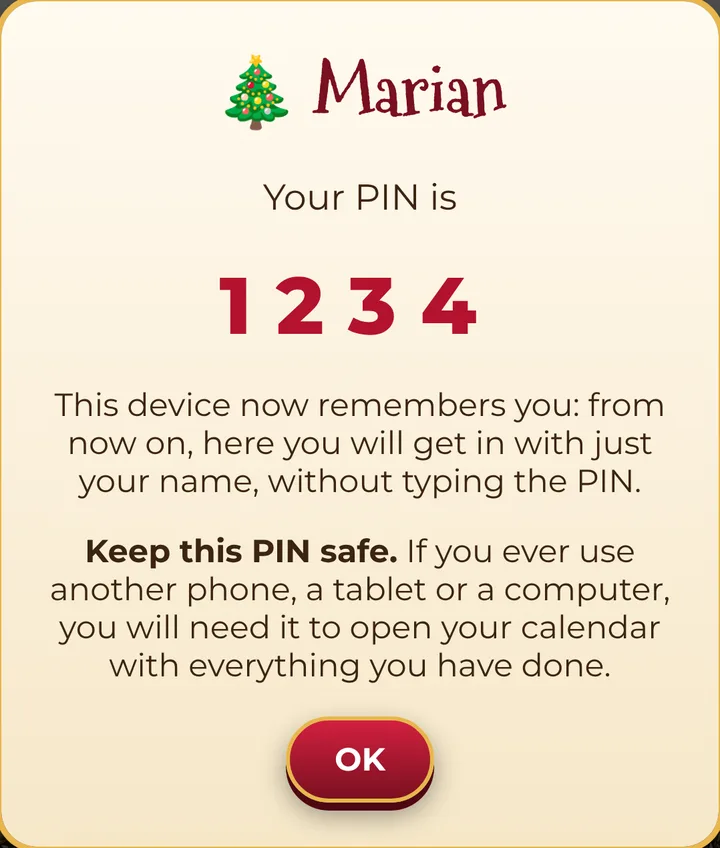 Marian
Your PIN is
1 2 3 4
This device now remembers you: from
now on, here you will get in with just
your name, without typing the PIN.
Keep this PIN safe. If you ever use
another phone, a tablet or a computer,
you will need it to open your calendar
with everything you have done.
OK